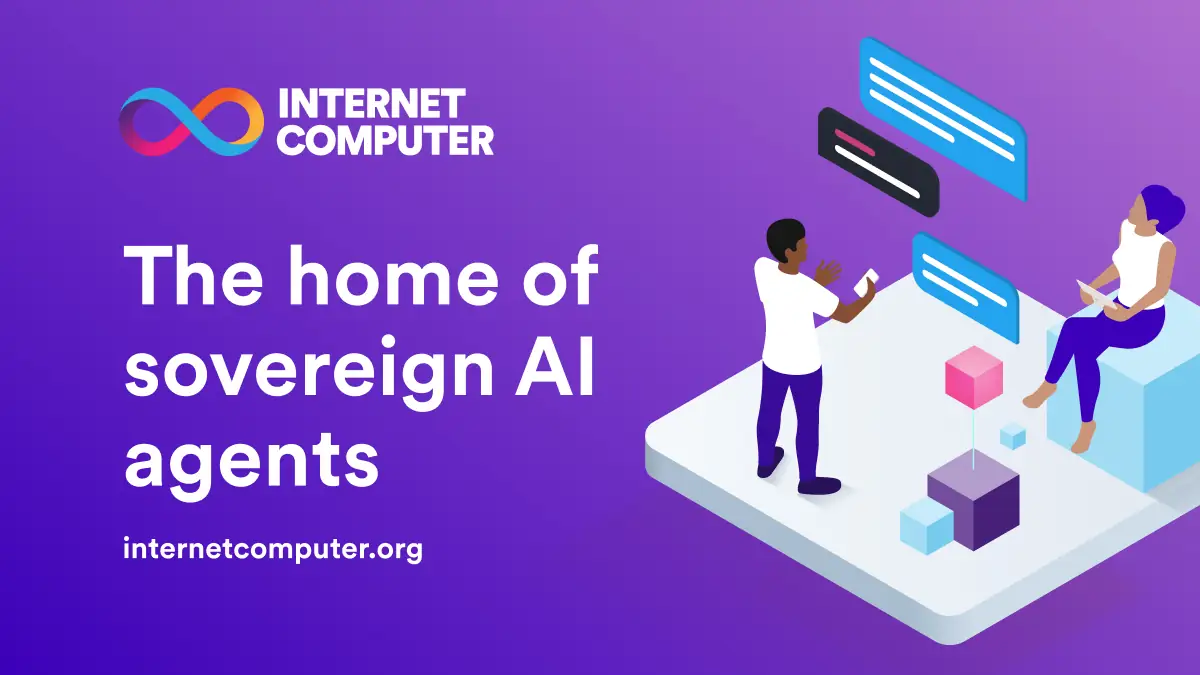 INTERNET
COMPUTER
The home of
sovereign AI
agents
internetcomputer.org